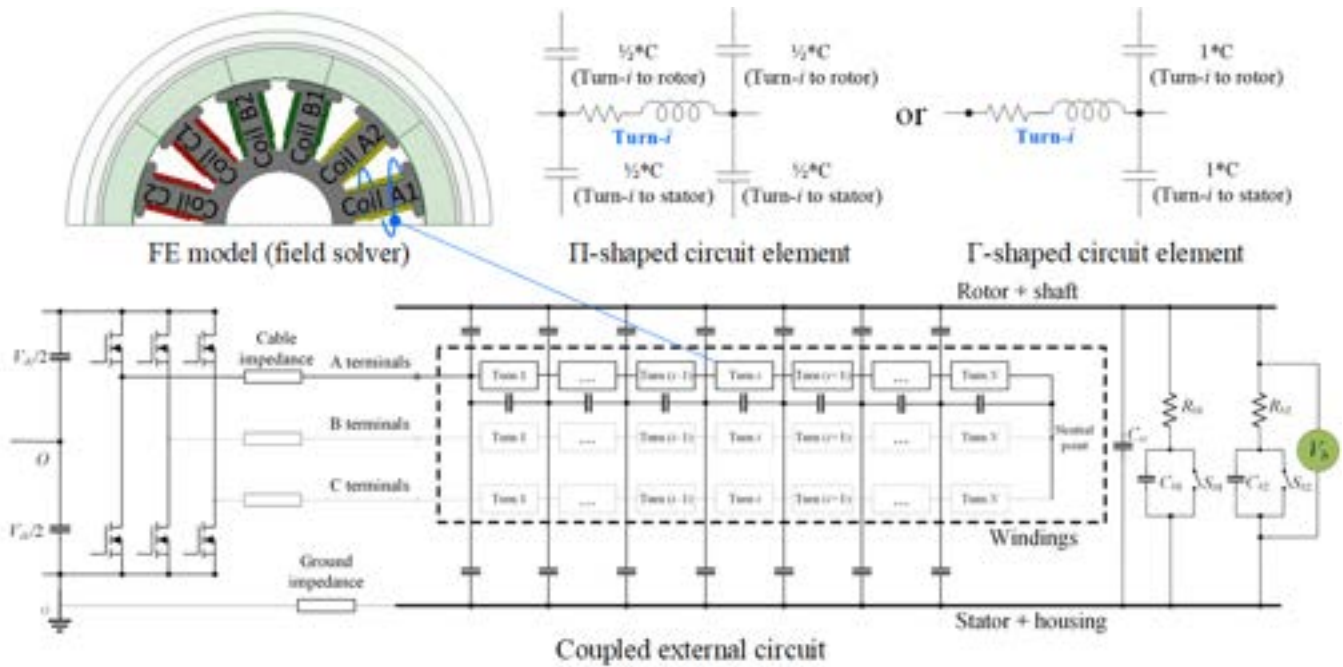 Coil C2
Coil C2
Coil C1
Coil C1
Coil B2
Coil B1
Coil A2
Coil A1
FE model (field solver)
½*C
(Turn-i to rotor)
½*C
(Turn-i to rotor)
Turn-i
½*C
(Turn-i to stator)
½*C
(Turn-i to stator)
Π-shaped circuit element
or
1*C
(Turn-i to rotor)
Turn-i
1*C
(Turn-i to stator)
Γ-shaped circuit element
Rotor + shaft
Cable
impedance
A terminals
B terminals
C terminals
Turn 1
...
Turn (i-1)
Turn i
Turn (i+1)
...
Turn N
Turn 1
...
Turn (i-1)
Turn i
Turn (i+1)
...
Turn N
Turn 1
...
Turn (i-1)
Turn i
Turn (i+1)
...
Turn N
Neutral
point
Windings
O
Ground
impedance
Stator + housing
Coupled external circuit